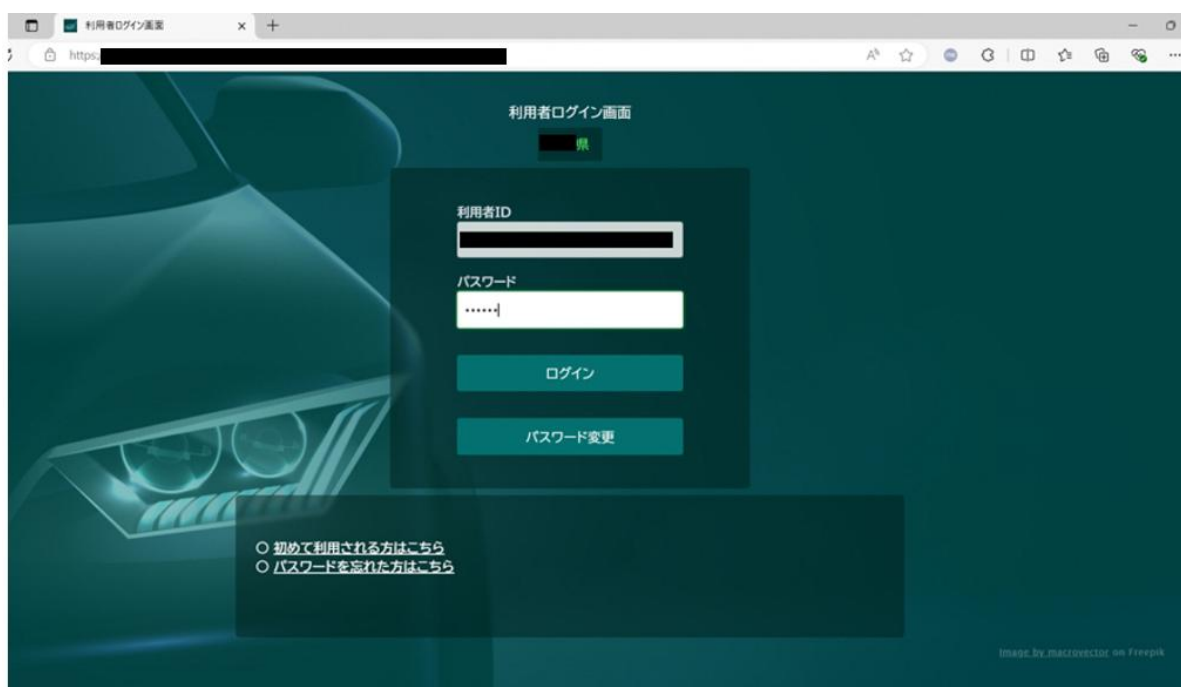 利用者ログイン画面
https:
利用者ログイン画面
県
利用者ID
パスワード
••••••
ログイン
パスワード変更
○ 初めて利用される方はこちら
○ パスワードを忘れた方はこちら
Image by macrovector on Freepik